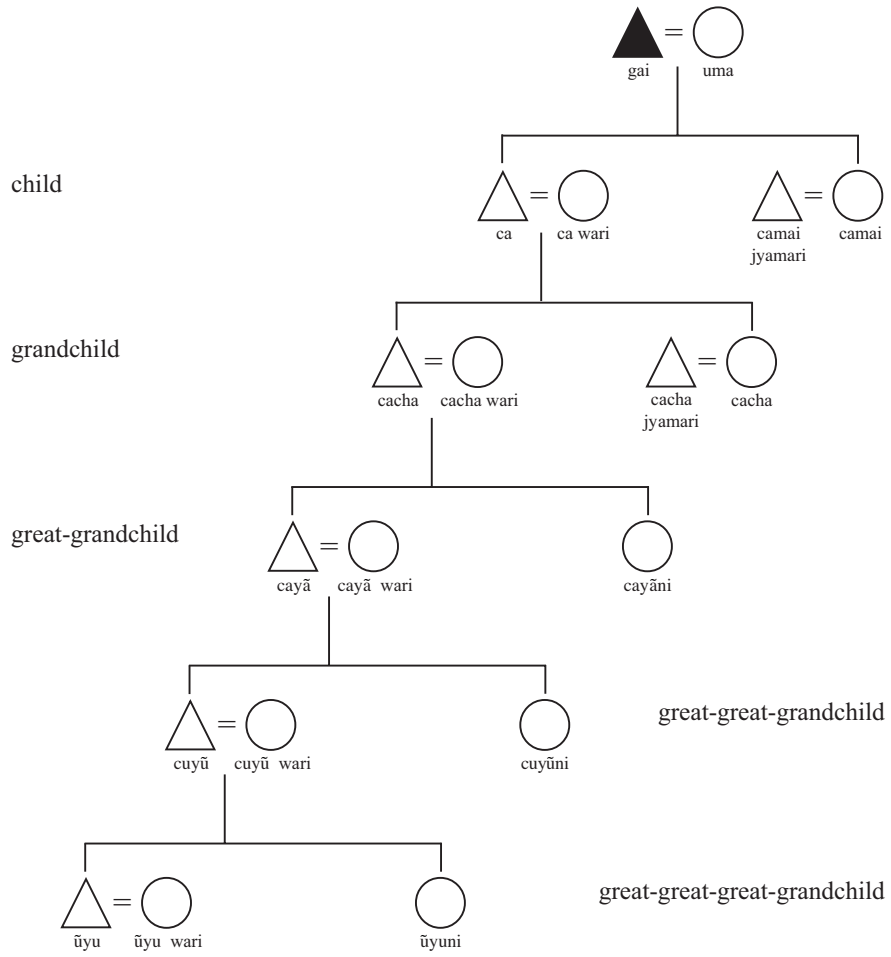 gai uma
child
ca ca wari camai jyamari camai
grandchild
cacha cacha wari cacha jyamari cacha
great-grandchild
cayã cayã wari cayãni
great-great-grandchild
cuyũ cuyũ wari cuyũni
great-great-great-grandchild
ũyu ũyu wari ũyuni